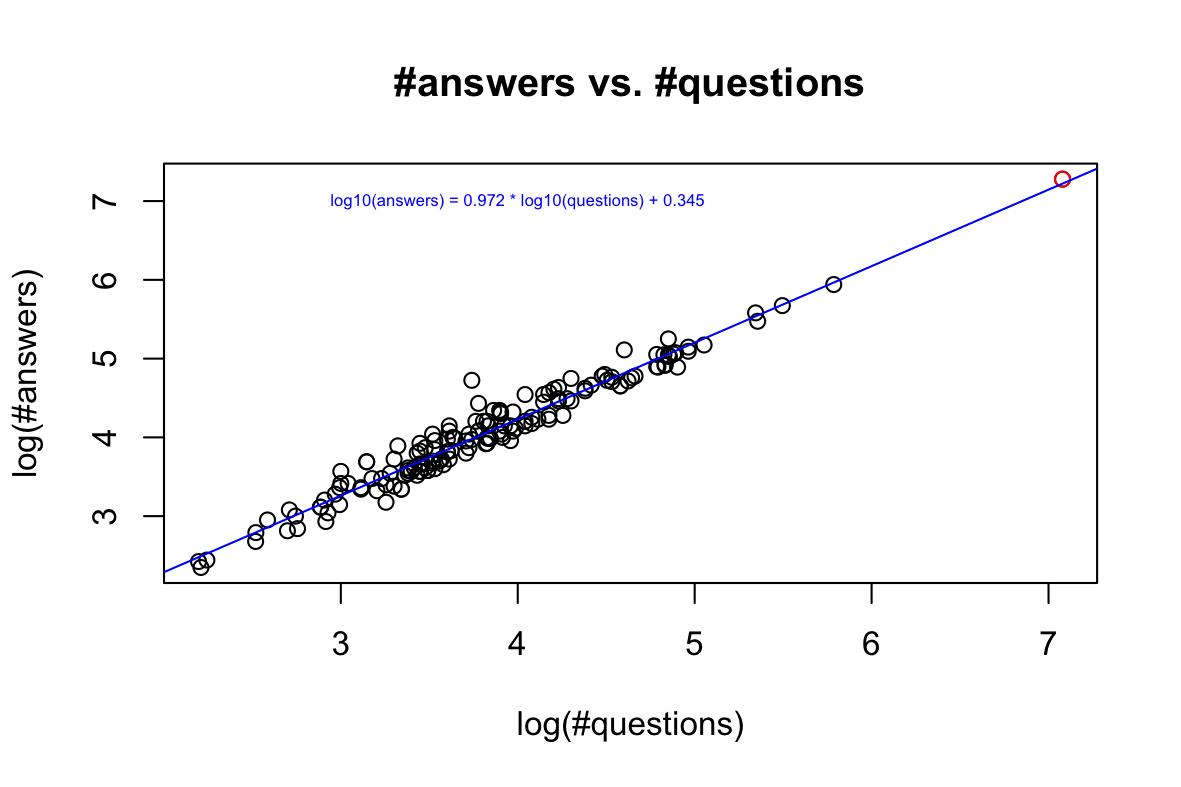 #answers vs. #questions
log10(answers) = 0.972 * log10(questions) + 0.345
log(#answers)
7
6
5
4
3
3 4 5 6 7
log(#questions)